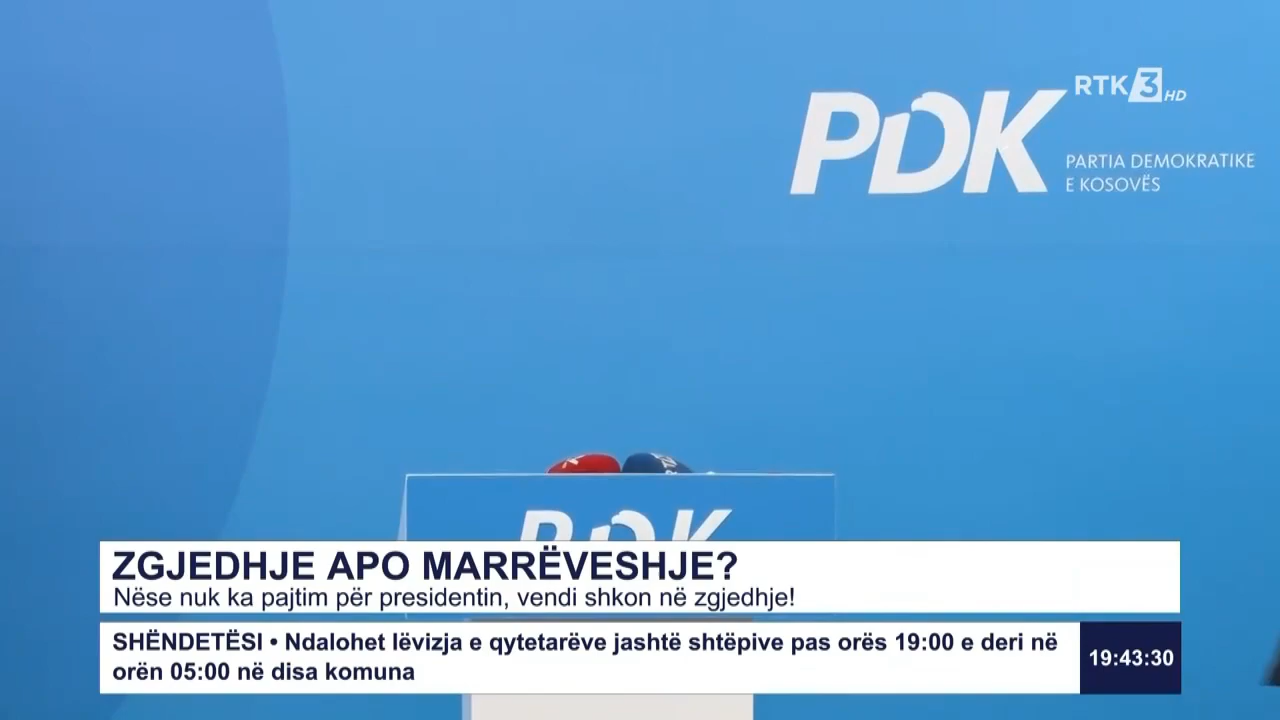 RTK 3 HD
PDK
PARTIA DEMOKRATIKE
E KOSOVËS
PDK
ZGJEDHJE APO MARRËVESHJE?
Nëse nuk ka pajtim për presidentin, vendi shkon në zgjedhje!
SHËNDETËSI • Ndalohet lëvizja e qytetarëve jashtë shtëpive pas orës 19:00 e deri në
orën 05:00 në disa komuna
19:43:30